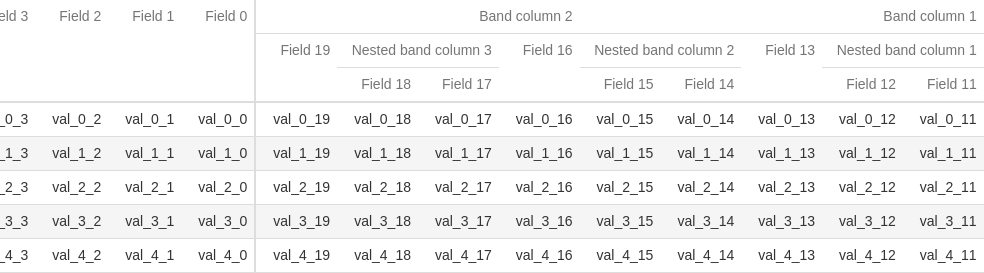 eld 3 Field 2 Field 1 Field 0 Band column 2 Band column 1
Field 19 Nested band column 3 Field 16 Nested band column 2 Field 13 Nested band column 1
Field 18 Field 17 Field 15 Field 14 Field 12 Field 11
_0_3 val_0_2 val_0_1 val_0_0 val_0_19 val_0_18 val_0_17 val_0_16 val_0_15 val_0_14 val_0_13 val_0_12 val_0_11
_1_3 val_1_2 val_1_1 val_1_0 val_1_19 val_1_18 val_1_17 val_1_16 val_1_15 val_1_14 val_1_13 val_1_12 val_1_11
_2_3 val_2_2 val_2_1 val_2_0 val_2_19 val_2_18 val_2_17 val_2_16 val_2_15 val_2_14 val_2_13 val_2_12 val_2_11
_3_3 val_3_2 val_3_1 val_3_0 val_3_19 val_3_18 val_3_17 val_3_16 val_3_15 val_3_14 val_3_13 val_3_12 val_3_11
_4_3 val_4_2 val_4_1 val_4_0 val_4_19 val_4_18 val_4_17 val_4_16 val_4_15 val_4_14 val_4_13 val_4_12 val_4_11